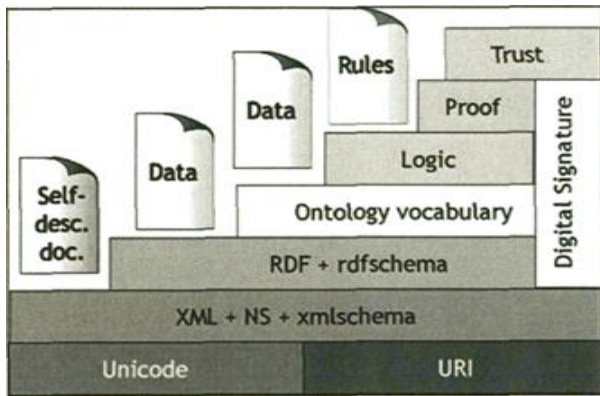 Trust
Rules
Proof
Data
Logic
Data
Digital Signature
Self-
desc.
doc.
Ontology vocabulary
RDF + rdfschema
XML + NS + xmlschema
Unicode
URI